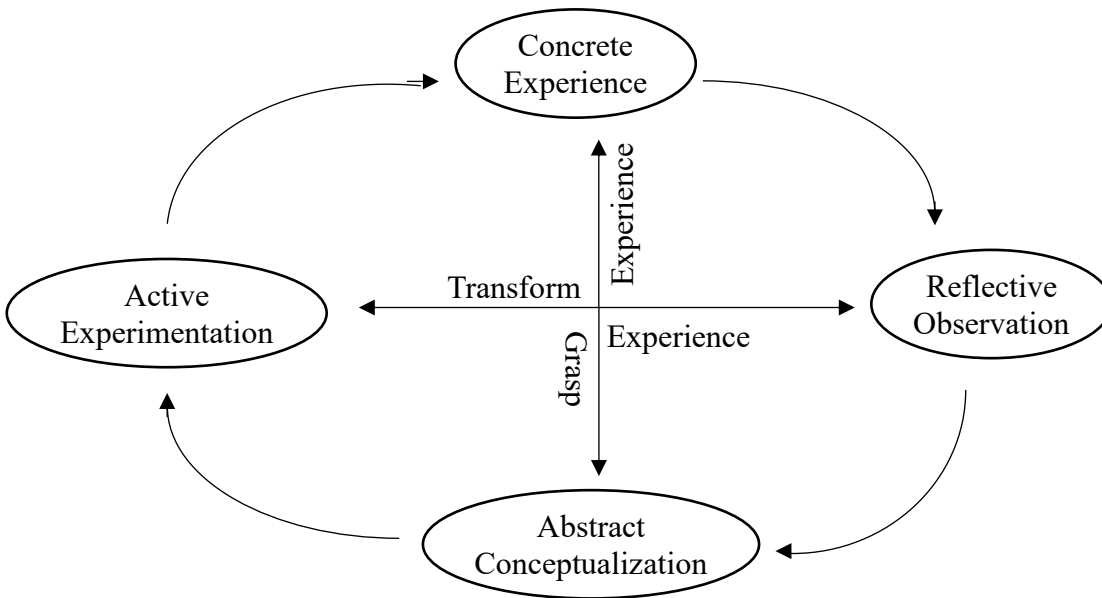 Concrete
Experience
Experience
Transform
Active
Experimentation
Reflective
Observation
Experience
Grasp
Abstract
Conceptualization